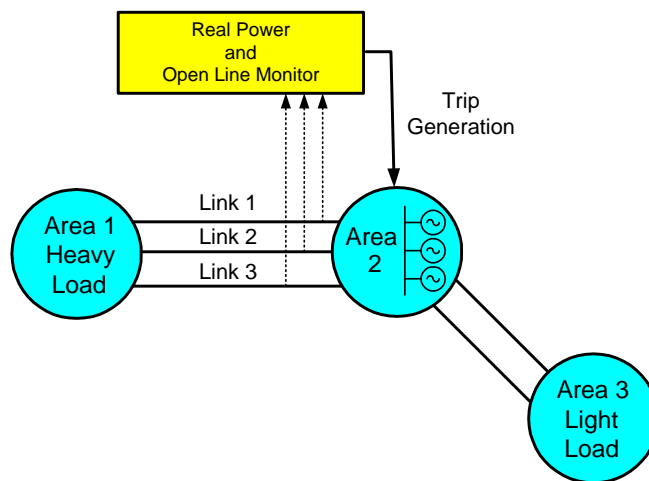 Real Power
and
Open Line Monitor
Trip
Generation
Link 1
Link 2
Link 3
Area 1
Heavy
Load
Area
2
Area 3
Light
Load